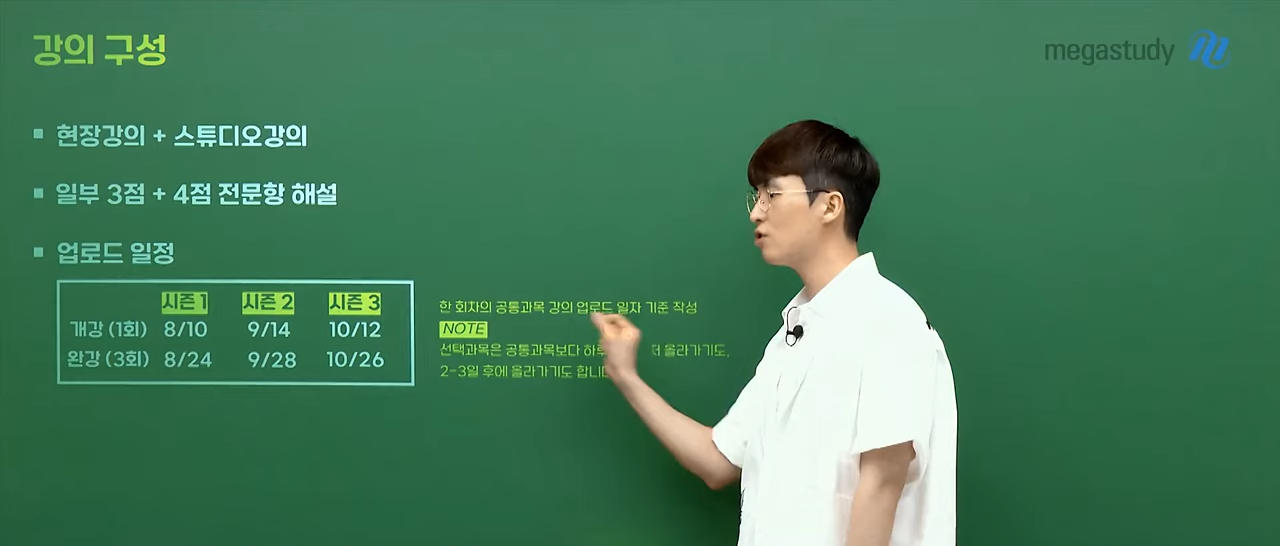 강의 구성
megastudy
현장강의 + 스튜디오강의
일부 3점 + 4점 전문항 해설
업로드 일정
시즌 1 시즌 2 시즌 3
개강 (1회) 8/10 9/14 10/12
완강 (3회) 8/24 9/28 10/26
한 회차의 공통과목 강의 업로드 일자 기준 작성
NOTE
선택과목은 공통과목보다 올라가기도,
2-3일 후에 올라가기도